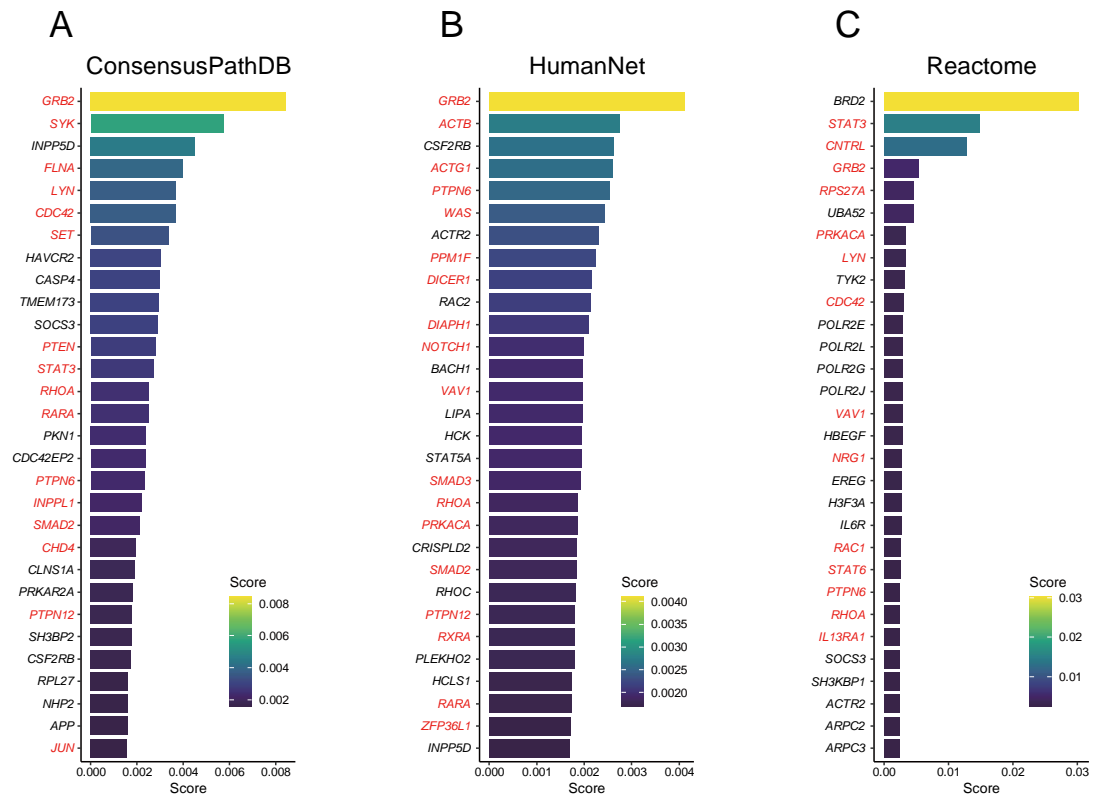 A
ConsensusPathDB
GRB2
SYK
INPP5D
FLNA
LYN
CDC42
SET
HAVCR2
CASP4
TMEM173
SOCS3
PTEN
STAT3
RHOA
RARA
PKN1
CDC42EP2
PTPN6
INPPL1
SMAD2
CHD4
CLNS1A
PRKAR2A
PTPN12
SH3BP2
CSF2RB
RPL27
NHP2
APP
JUN
Score
0.008
0.006
0.004
0.002
0.000 0.002 0.004 0.006 0.008
Score
B
HumanNet
GRB2
ACTB
CSF2RB
ACTG1
PTPN6
WAS
ACTR2
PPM1F
DICER1
RAC2
DIAPH1
NOTCH1
BACH1
VAV1
LIPA
HCK
STAT5A
SMAD3
RHOA
PRKACA
CRISPLD2
SMAD2
RHOC
PTPN12
RXRA
PLEKHO2
HCLS1
RARA
ZFP36L1
INPP5D
Score
0.0040
0.0035
0.0030
0.0025
0.0020
0.000 0.001 0.002 0.003 0.004
Score
C
Reactome
BRD2
STAT3
CNTRL
GRB2
RPS27A
UBA52
PRKACA
LYN
TYK2
CDC42
POLR2E
POLR2L
POLR2G
POLR2J
VAV1
HBEGF
NRG1
EREG
H3F3A
IL6R
RAC1
STAT6
PTPN6
RHOA
IL13RA1
SOCS3
SH3KBP1
ACTR2
ARPC2
ARPC3
Score
0.03
0.02
0.01
0.00 0.01 0.02 0.03
Score